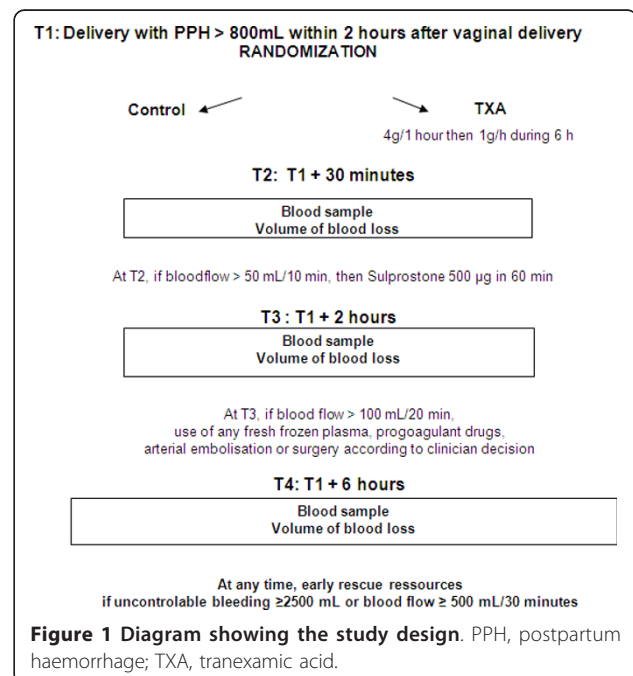 T1: Delivery with PPH > 800mL within 2 hours after vaginal delivery
RANDOMIZATION
Control
TXA
4g/1 hour then 1g/h during 6 h
T2: T1 + 30 minutes
Blood sample
Volume of blood loss
At T2, if bloodflow > 50 mL/10 min, then Sulprostone 500 µg in 60 min
T3 : T1 + 2 hours
Blood sample
Volume of blood loss
At T3, if blood flow > 100 mL/20 min,
use of any fresh frozen plasma, progoagulant drugs,
arterial embolisation or surgery according to clinician decision
T4: T1 + 6 hours
Blood sample
Volume of blood loss
At any time, early rescue ressources
if uncontrolable bleeding ≥2500 mL or blood flow ≥ 500 mL/30 minutes
Figure 1 Diagram showing the study design. PPH, postpartum
haemorrhage; TXA, tranexamic acid.